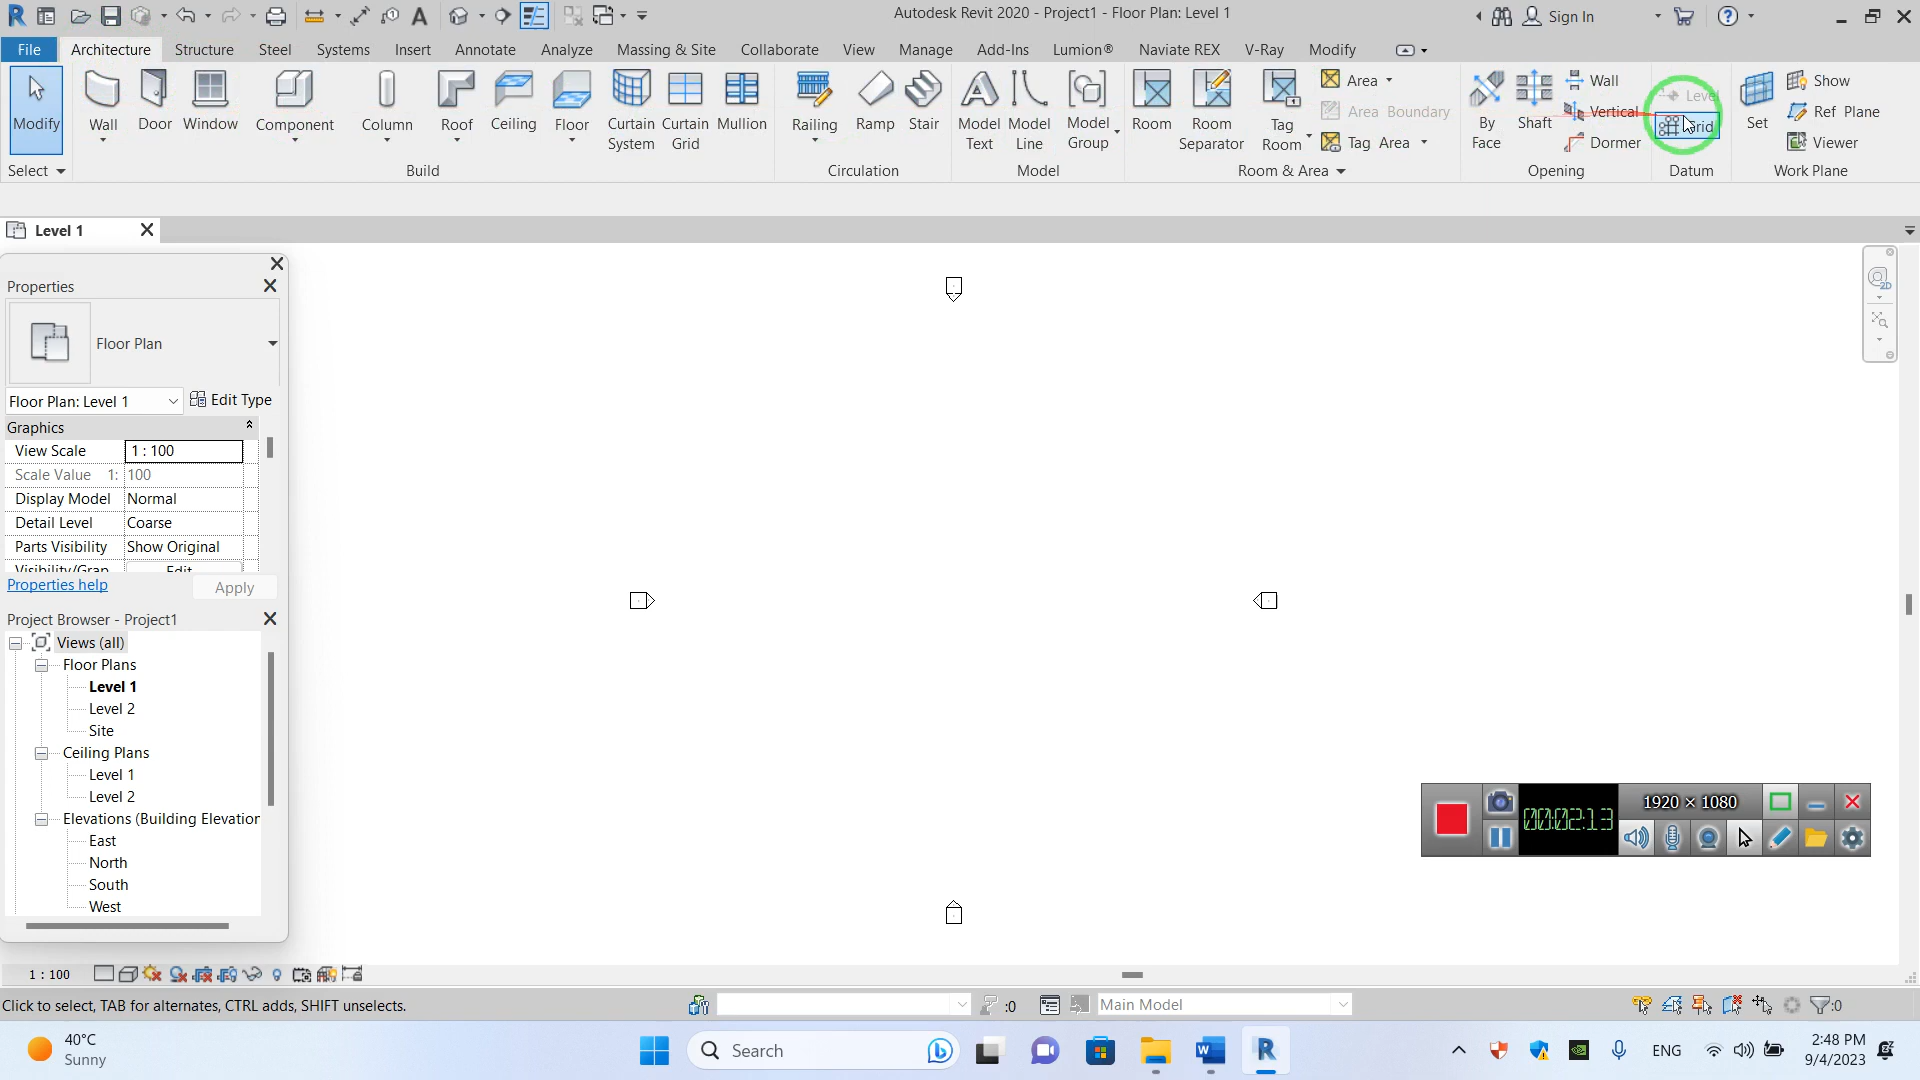 Autodesk Revit 2020 - Project1 - Floor Plan: Level 1
Sign In
File Architecture Structure Steel Systems Insert Annotate Analyze Massing & Site Collaborate View Manage Add-Ins Lumion® Naviate REX V-Ray Modify
Modify
Wall
Door
Window
Component
Column
Roof
Ceiling
Floor
Curtain System
Curtain Grid
Mullion
Railing
Ramp
Stair
Model Text
Model Line
Model Group
Room
Room Separator
Tag Room
Area
Area Boundary
Tag Area
By Face
Shaft
Wall
Vertical
Dormer
Level
Grid
Set
Show
Ref Plane
Viewer
Select Build Circulation Model Room & Area Opening Datum Work Plane
Level 1
Properties
Floor Plan
Floor Plan: Level 1 Edit Type
Graphics
View Scale 1 : 100
Scale Value 1: 100
Display Model Normal
Detail Level Coarse
Parts Visibility Show Original
Visibility/Grap Edit
Properties help Apply
Project Browser - Project1
Views (all)
Floor Plans
Level 1
Level 2
Site
Ceiling Plans
Level 1
Level 2
Elevations (Building Elevation
East
North
South
West
00:02:13
1920 × 1080
1 : 100
Click to select, TAB for alternates, CTRL adds, SHIFT unselects.
:0
Main Model
:0
40°C
Sunny
Search
ENG
2:48 PM
9/4/2023